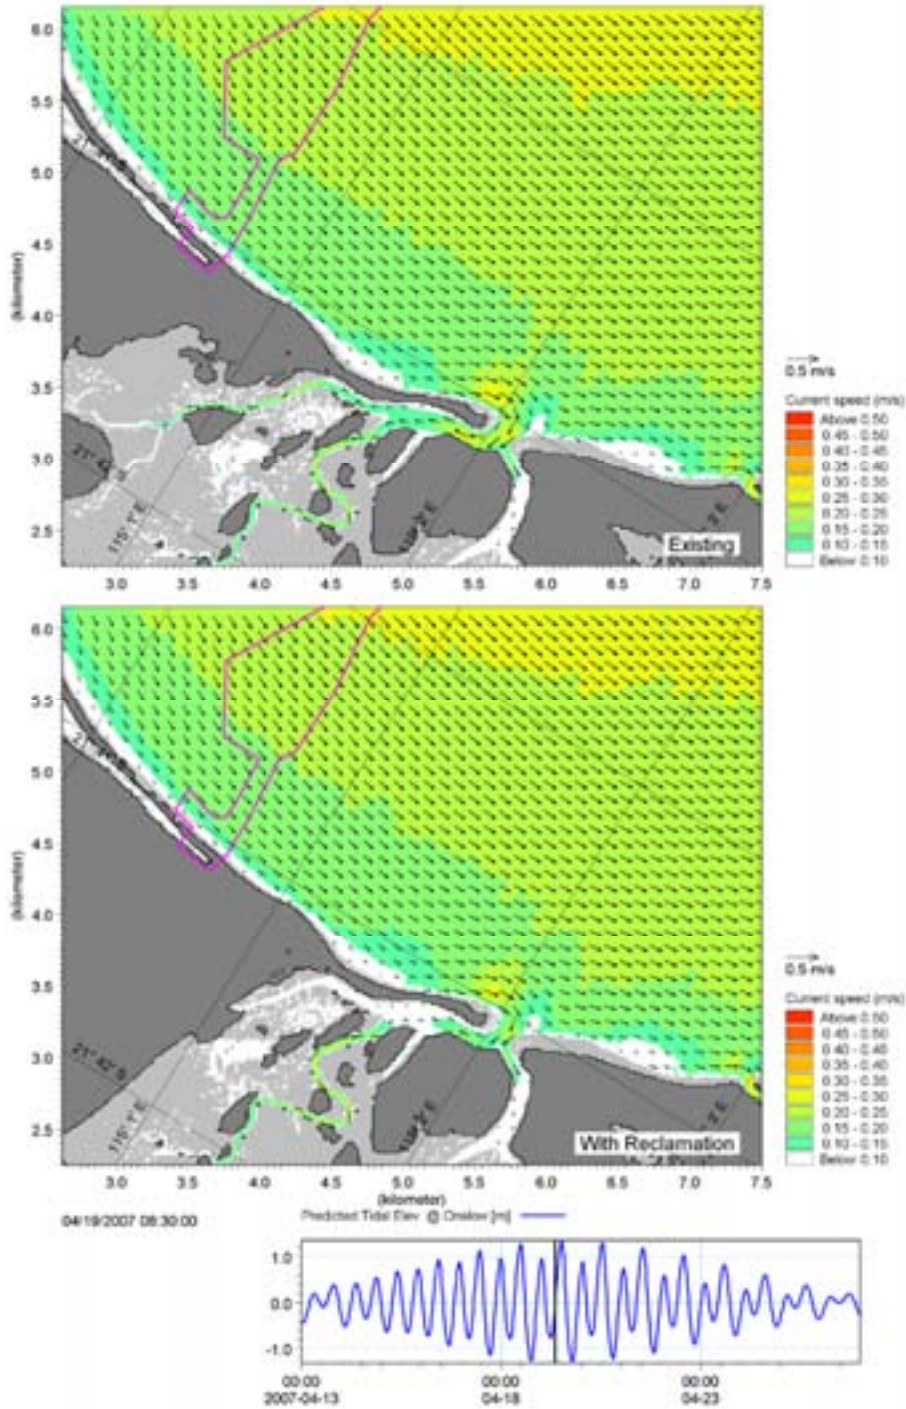 6.0
5.5
5.0
4.5
4.0
3.5
3.0
2.5
(kilometer)
21° 42' S
115° 1' E
Existing
3.0 3.5 4.0 4.5 5.0 5.5 6.0 6.5 7.0 7.5
0.5 m/s
Current speed (m/s)
Above 0.50
0.45 - 0.50
0.40 - 0.45
0.35 - 0.40
0.30 - 0.35
0.25 - 0.30
0.20 - 0.25
0.15 - 0.20
0.10 - 0.15
Below 0.10
6.0
5.5
5.0
4.5
4.0
3.5
3.0
2.5
(kilometer)
21° 42' S
115° 1' E
With Reclamation
3.0 3.5 4.0 4.5 5.0 5.5 6.0 6.5 7.0 7.5
(kilometer)
0.5 m/s
Current speed (m/s)
Above 0.50
0.45 - 0.50
0.40 - 0.45
0.35 - 0.40
0.30 - 0.35
0.25 - 0.30
0.20 - 0.25
0.15 - 0.20
0.10 - 0.15
Below 0.10
04/19/2007 08:30:00
Predicted Tidal Elev. @ Onslow [m]
1.0
0.0
-1.0
00:00 00:00 00:00
2007-04-13 04-18 04-23